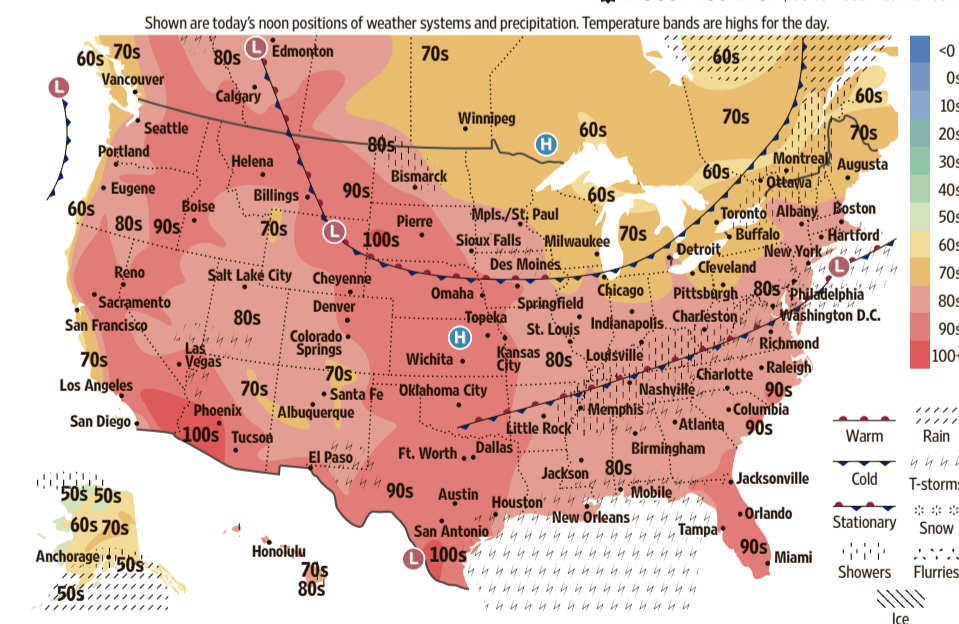 Shown are today's noon positions of weather systems and precipitation. Temperature bands are highs for the day.
L
Edmonton
60s
70s
80s
70s
60s
<0
Vancouver
L
Calgary
0s
60s
10s
Winnipeg
70s
Seattle
60s
70s
20s
80s
H
Portland
Helena
Montreal
Augusta
30s
Bismarck
60s
Ottawa
Eugene
Billings
90s
60s
40s
60s
80s
90s
Boise
70s
L
Pierre
Mpls./St. Paul
Toronto
Albany
Boston
50s
100s
Sioux Falls
Milwaukee
70s
Buffalo
Hartford
60s
Detroit
New York
Reno
Salt Lake City
Cheyenne
Des Moines
Cleveland
L
70s
Sacramento
Denver
Omaha
Springfield
Chicago
Pittsburgh
80s
Philadelphia
80s
San Francisco
80s
Topeka
St. Louis
Indianapolis
Charleston
Washington D.C.
90s
Colorado
Springs
H
Richmond
Las
Vegas
Wichita
Kansas
City
80s
Louisville
100+
70s
Raleigh
70s
Charlotte
Los Angeles
70s
Santa Fe
Oklahoma City
Nashville
90s
Phoenix
Albuquerque
Memphis
Columbia
San Diego
100s
Little Rock
Atlanta
90s
Warm
Rain
Tucson
El Paso
Ft. Worth
Dallas
Birmingham
Jackson
80s
Jacksonville
Cold
T-storms
50s
50s
90s
Austin
Houston
Mobile
60s
70s
New Orleans
Orlando
Stationary
Snow
San Antonio
Tampa
Anchorage
50s
Honolulu
L
100s
90s
Miami
70s
Showers
Flurries
50s
80s
Ice